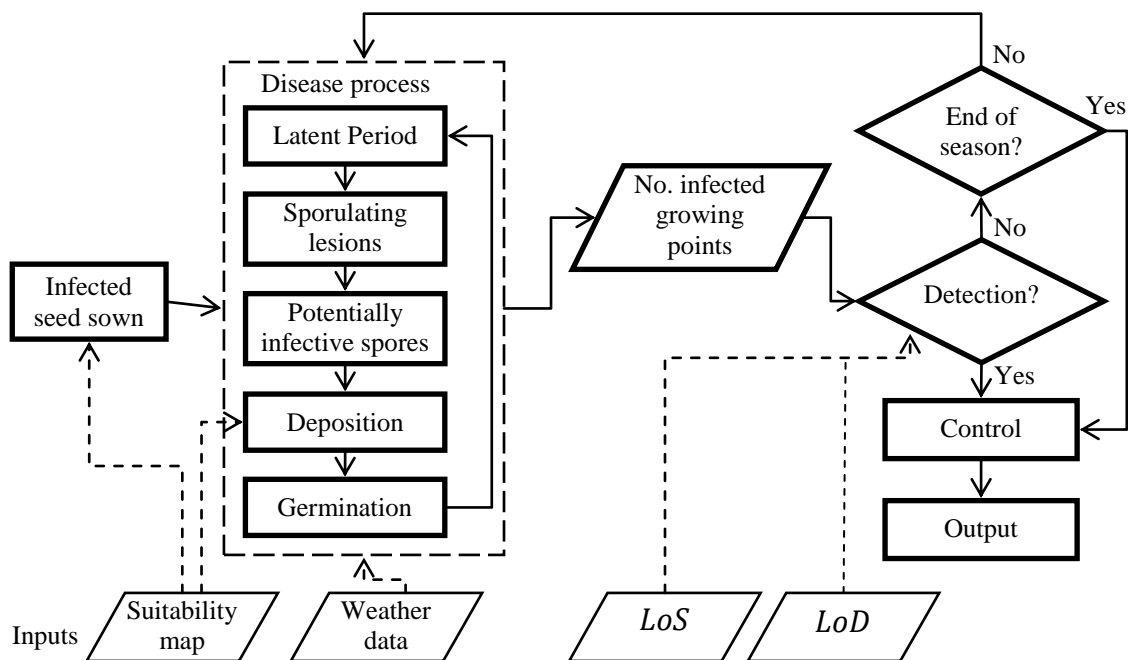 No
Disease process
Yes
End of
season?
Latent Period
No. infected
growing
points
Sporulating
lesions
No
Infected
seed sown
Potentially
infective spores
Detection?
Yes
Deposition
Control
Germination
Output
Inputs
Suitability
map
Weather
data
LoS
LoD